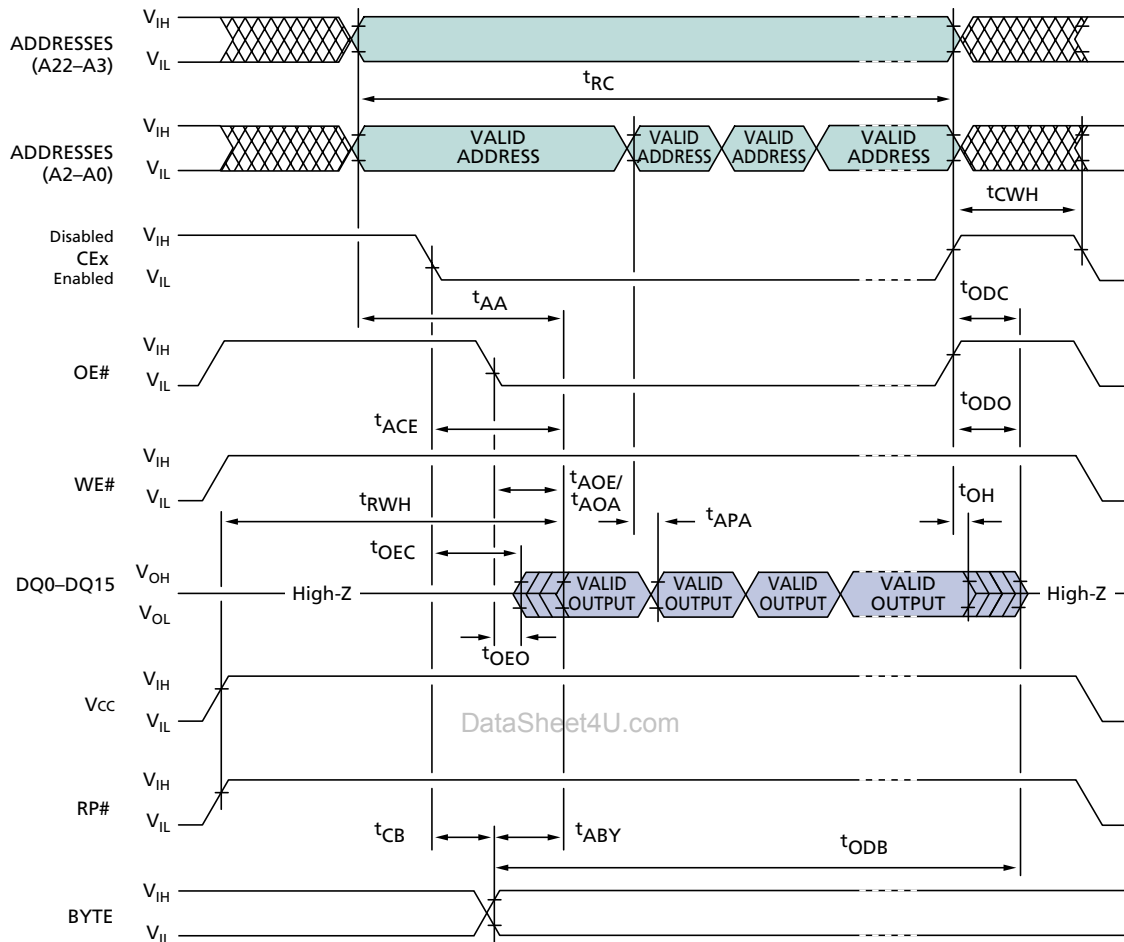 ADDRESSES
(A22–A3)
VIH
VIL
tRC
ADDRESSES
(A2–A0)
VIH
VIL
VALID
ADDRESS
VALID
ADDRESS
VALID
ADDRESS
VALID
ADDRESS
tCWH
Disabled
CEx
Enabled
VIH
VIL
tAA
tODC
OE#
VIH
VIL
tACE
tODO
WE#
VIH
VIL
tRWH
tAOE/
tAOA
tAPA
tOH
tOEC
DQ0–DQ15
VOH
VOL
High-Z
VALID
OUTPUT
VALID
OUTPUT
VALID
OUTPUT
VALID
OUTPUT
High-Z
tOEO
Vcc
VIH
VIL
DataSheet4U.com
RP#
VIH
VIL
tCB
tABY
tODB
BYTE
VIH
VIL